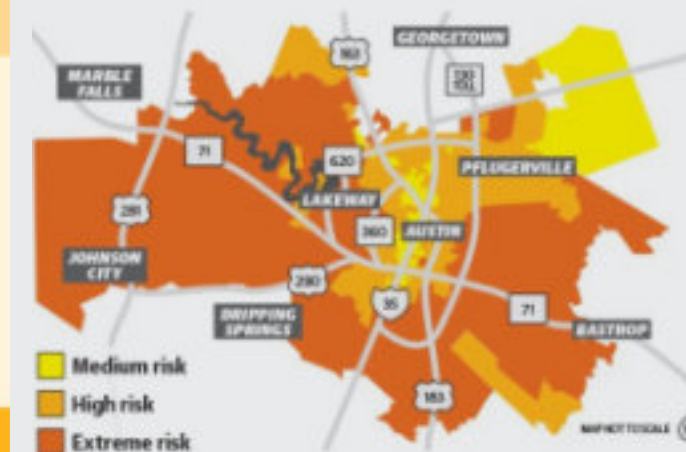 183
GEORGETOWN
MARBLE
FALLS
130
TOLL
71
620
PFLUGERVILLE
LAKEWAY
281
360
AUSTIN
JOHNSON
CITY
290
35
71
DRIPPING
SPRINGS
BASTROP
Medium risk
183
High risk
MAP NOT TO SCALE
Extreme risk